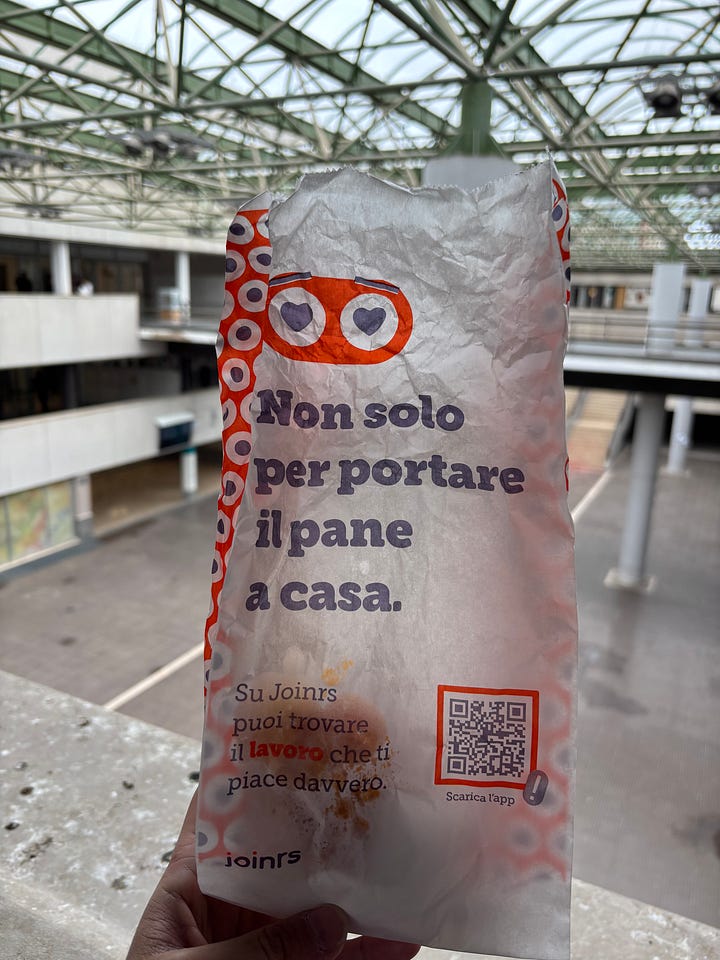 Non solo
per portare
il pane
a casa.
Su Joinrs
puoi trovare
il lavoro che ti
piace davvero.
Scarica l'app
joinrs